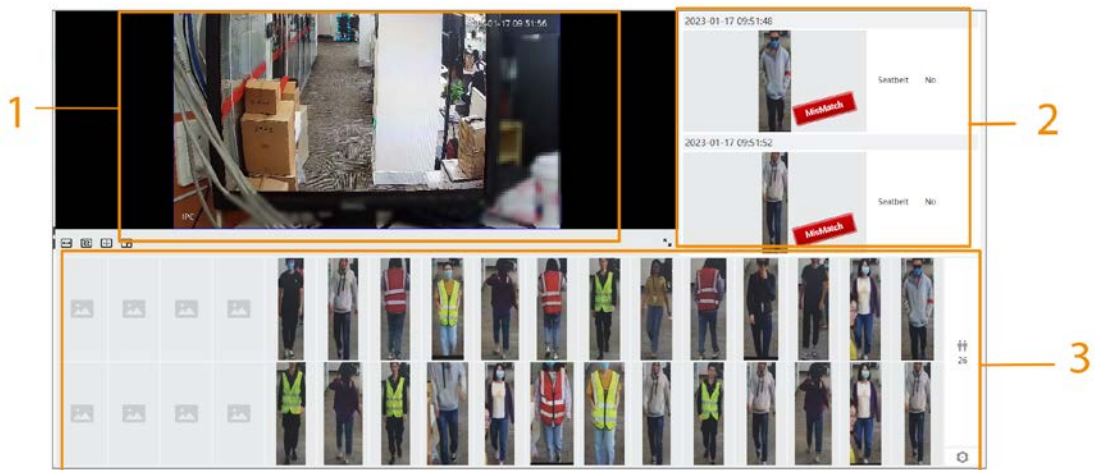 2023-01-17 09:51:56
2023-01-17 09:51:48
Seatbelt No
MisMatch
2023-01-17 09:51:52
Seatbelt No
MisMatch
IPC
1
2
3
26